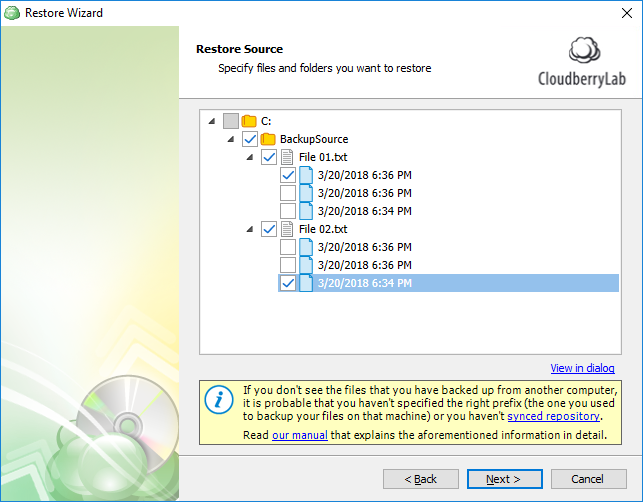 Restore Wizard
Restore Source
Specify files and folders you want to restore
CloudberryLab
C:
BackupSource
File 01.txt
3/20/2018 6:36 PM
3/20/2018 6:36 PM
3/20/2018 6:34 PM
File 02.txt
3/20/2018 6:36 PM
3/20/2018 6:36 PM
3/20/2018 6:34 PM
View in dialog
If you don't see the files that you have backed up from another computer,
it is probable that you haven't specified the right prefix (the one you used
to backup your files on that machine) or you haven't synced repository.
Read our manual that explains the aforementioned information in detail.
< Back
Next >
Cancel